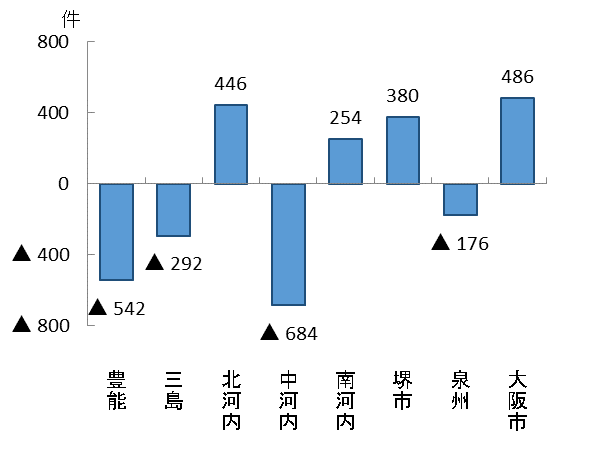 件
800
400
0
▲ 400
▲ 800
▲ 542
▲ 292
446
▲ 684
254
380
▲ 176
486
豊能
三島
北河内
中河内
南河内
堺市
泉州
大阪市